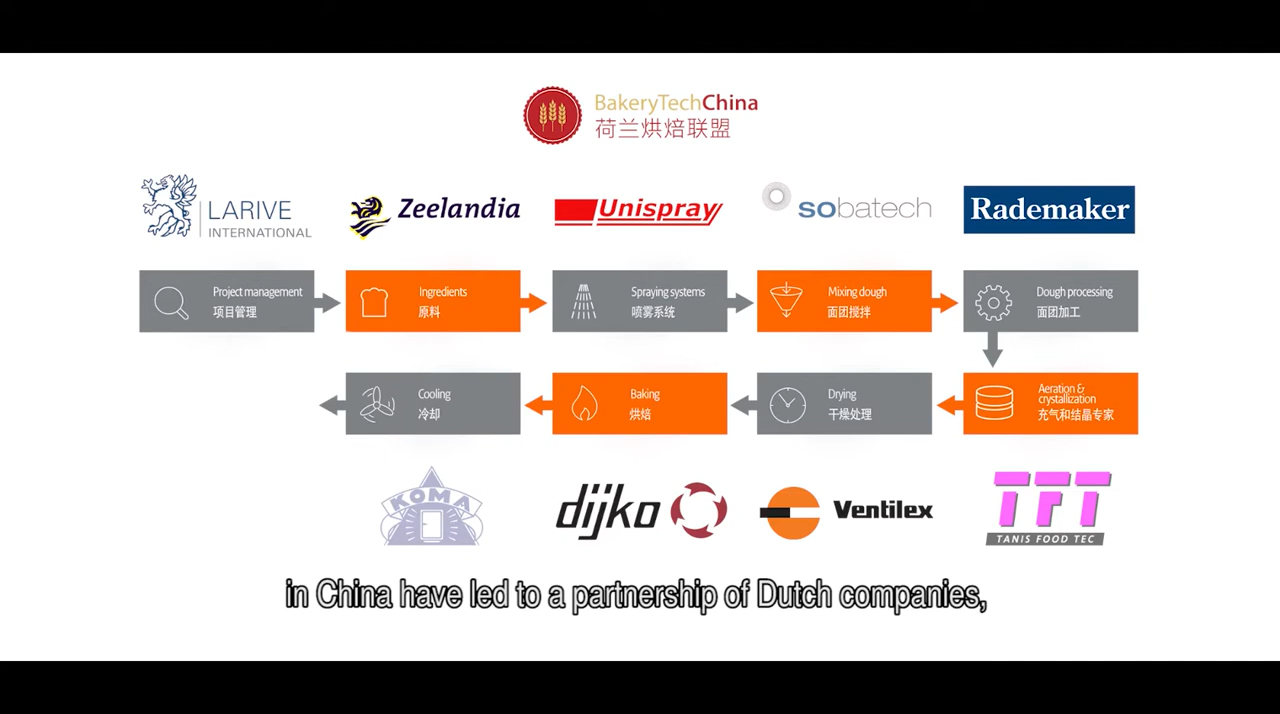 BakeryTechChina
荷兰烘焙联盟
LARIVE
INTERNATIONAL
Zeelandia
Unispray
sobatech
Rademaker
Project management
项目管理
Ingredients
原料
Spraying systems
喷雾系统
Mixing dough
面团搅拌
Dough processing
面团加工
Cooling
冷却
Baking
烘焙
Drying
干燥处理
Aeration &
crystallization
充气和结晶专家
KOMA
dijko
Ventilex
TFT
TANIS FOOD TEC
in China have led to a partnership of Dutch companies,